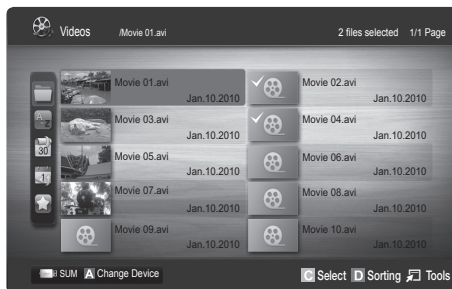 Videos /Movie 01.avi 2 files selected 1/1 Page
Movie 01.avi Movie 02.avi
Jan.10.2010 Jan.10.2010
Movie 03.avi Movie 04.avi
Jan.10.2010 Jan.10.2010
Movie 05.avi Movie 06.avi
Jan.10.2010 Jan.10.2010
Movie 07.avi Movie 08.avi
Jan.10.2010 Jan.10.2010
Movie 09.avi Movie 10.avi
Jan.10.2010 Jan.10.2010
A
30
1
SUM A Change Device C Select D Sorting Tools